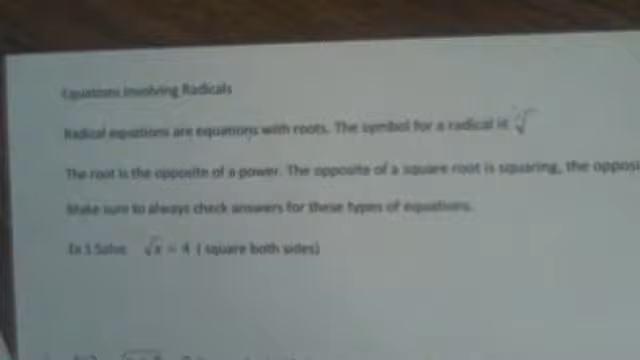 Equations Involving Radicals
Radical equations are equations with roots. The symbol for a radical is √
The root is the opposite of a power. The opposite of a square root is squaring, the opposi
Make sure to always check answers for these types of equations.
Ex 1 Solve √x = 4 ( square both sides)